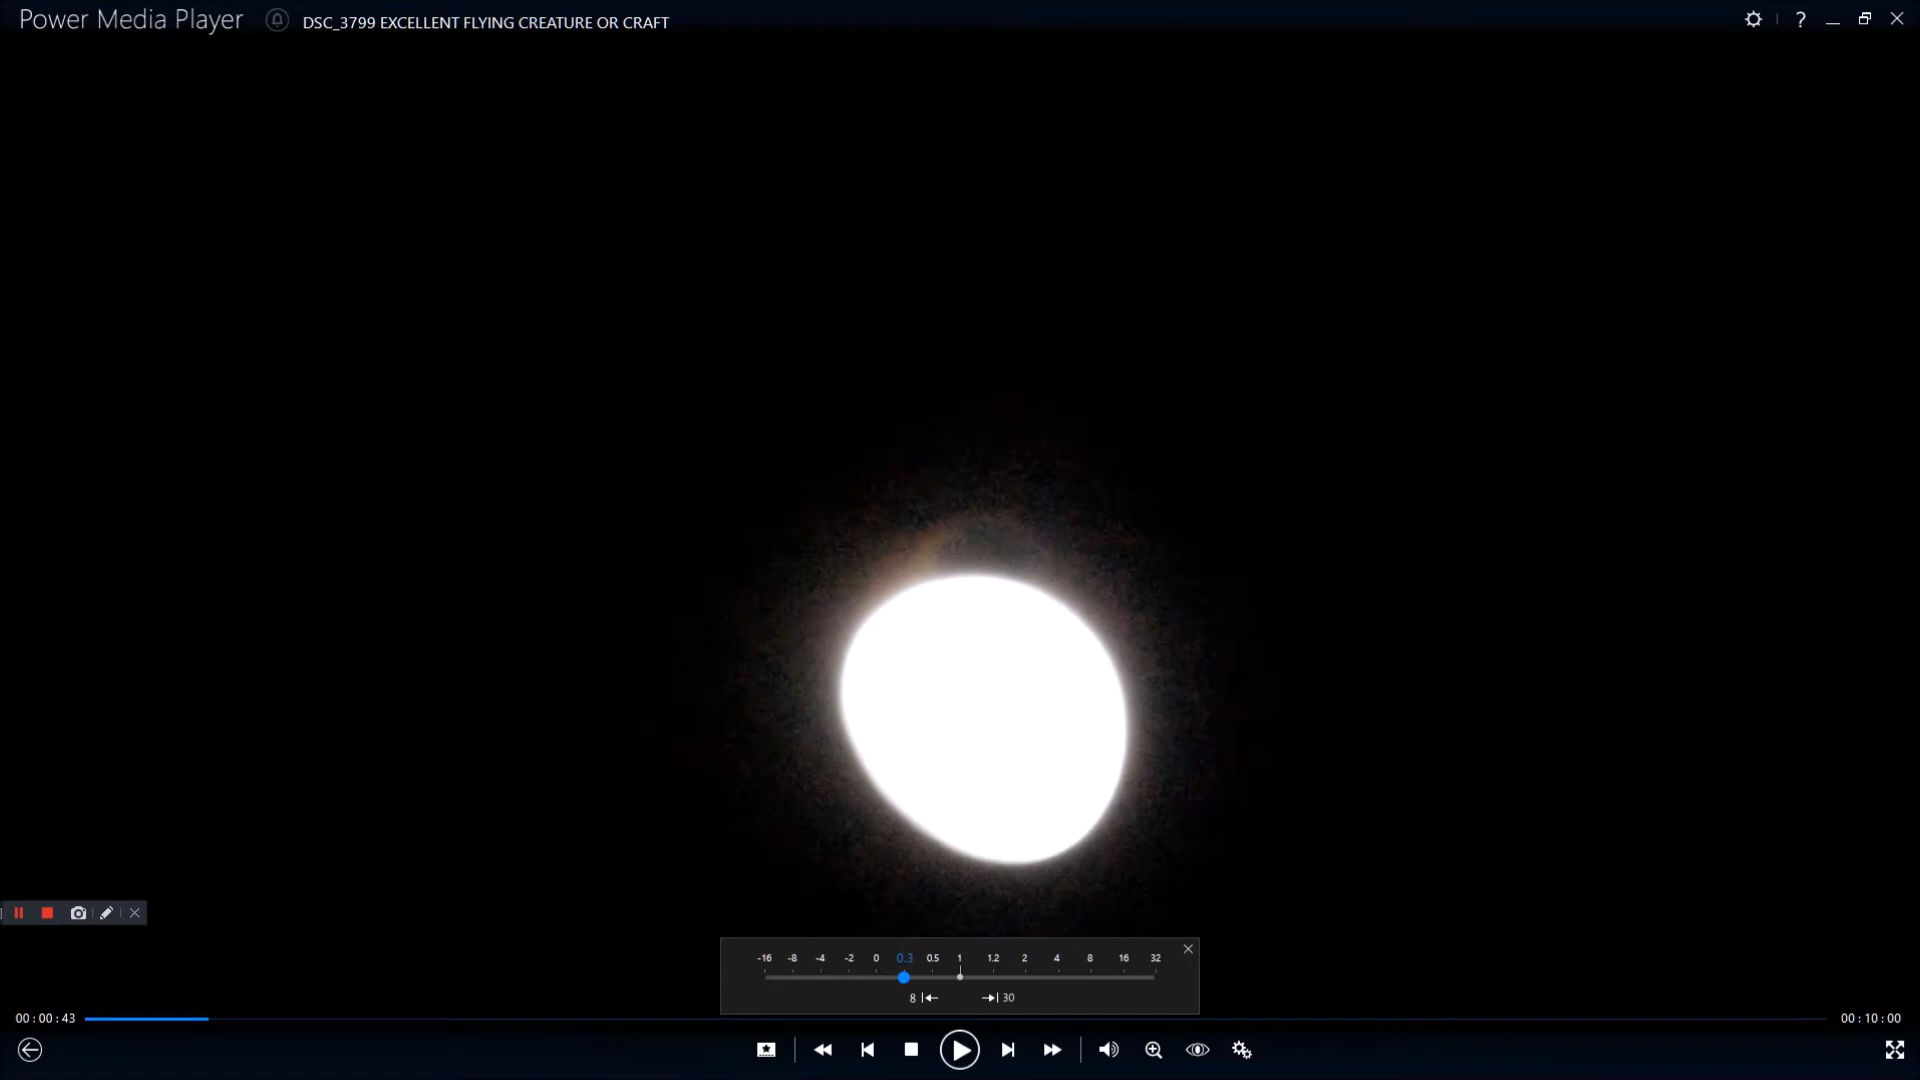 Power Media Player
DSC_3799 EXCELLENT FLYING CREATURE OR CRAFT
?
-16 -8 -4 -2 0 0.3 0.5 1 1.2 2 4 8 16 32
8 30
00:00:43
00:10:00